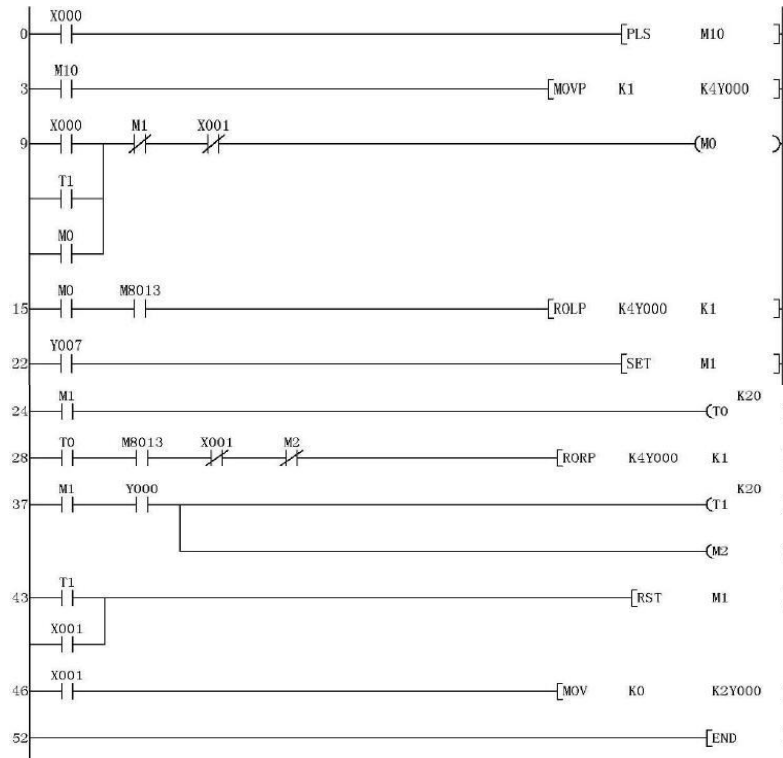 X000
0 PLS M10
M10
3 MOVP K1 K4Y000
X000 M1 X001
9 M0
T1
M0
M0 M8013
15 ROLP K4Y000 K1
Y007
22 SET M1
M1 K20
24 T0
T0 M8013 X001 M2
28 RORP K4Y000 K1
M1 Y000 K20
37 T1
M2
T1
43 RST M1
X001
X001
46 MOV K0 K2Y000
52 END